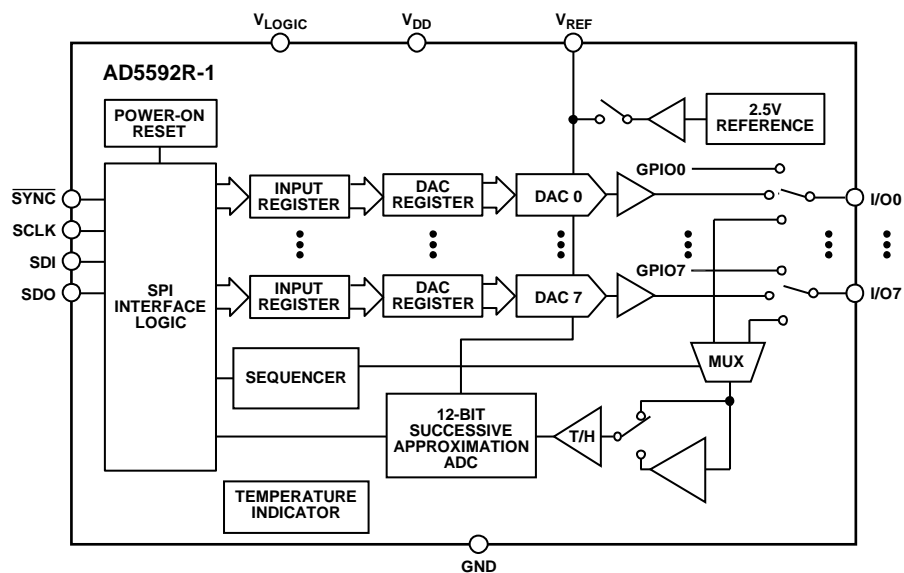 VLOGIC
VDD
VREF
AD5592R-1
POWER-ON
RESET
2.5V
REFERENCE
GPIO0
SYNC
SCLK
SDI
SDO
SPI
INTERFACE
LOGIC
INPUT
REGISTER
DAC
REGISTER
DAC 0
I/O0
INPUT
REGISTER
DAC
REGISTER
DAC 7
GPIO7
I/O7
MUX
SEQUENCER
12-BIT
SUCCESSIVE
APPROXIMATION
ADC
T/H
TEMPERATURE
INDICATOR
GND